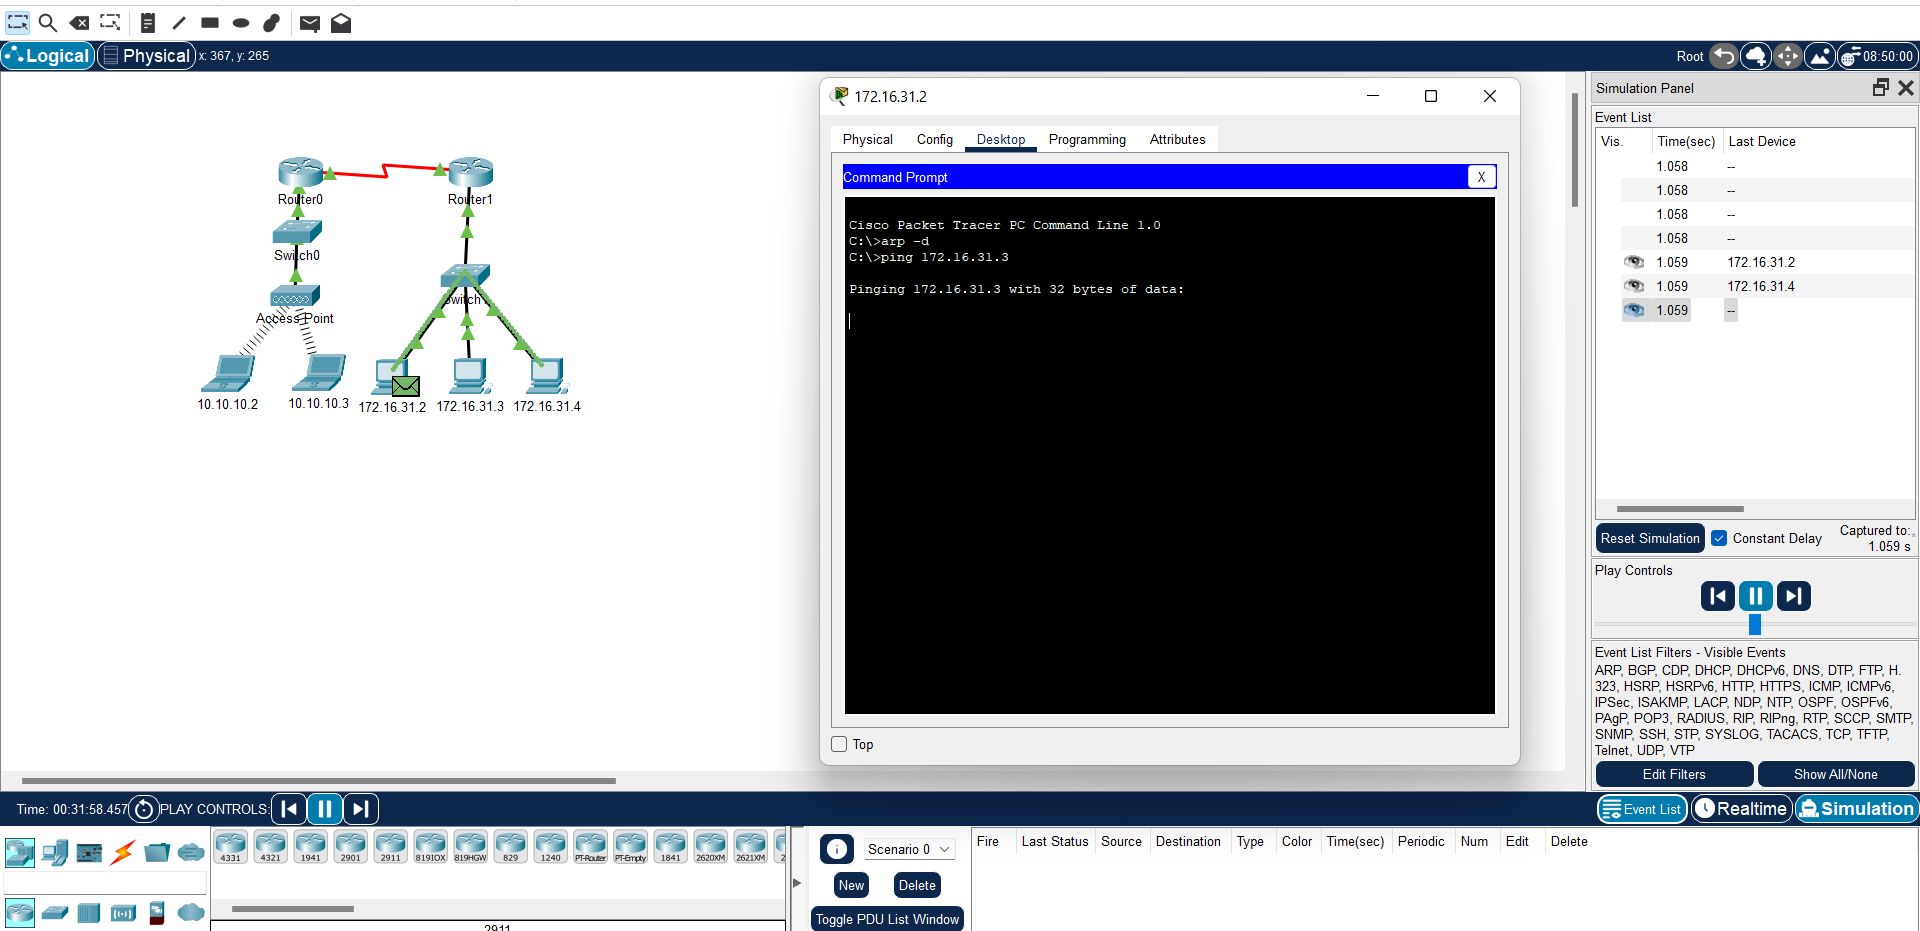 Logical
Physical
x: 367, y: 265
Root
08:50:00
Router0
Router1
Switch0
Switch
Access Point
10.10.10.2
10.10.10.3
172.16.31.2
172.16.31.3
172.16.31.4
172.16.31.2
Physical Config Desktop Programming Attributes
Command Prompt
X
Cisco Packet Tracer PC Command Line 1.0
C:\>arp -d
C:\>ping 172.16.31.3
Pinging 172.16.31.3 with 32 bytes of data:
Top
Simulation Panel
Event List
Vis. Time(sec) Last Device
1.058 --
1.058 --
1.058 --
1.058 --
1.059 172.16.31.2
1.059 172.16.31.4
1.059 --
Reset Simulation
Constant Delay
Captured to:
1.059 s
Play Controls
Event List Filters - Visible Events
ARP, BGP, CDP, DHCP, DHCPv6, DNS, DTP, FTP, H.
323, HSRP, HSRPv6, HTTP, HTTPS, ICMP, ICMPv6,
IPSec, ISAKMP, LACP, NDP, NTP, OSPF, OSPFv6,
PAgP, POP3, RADIUS, RIP, RIPng, RTP, SCCP, SMTP,
SNMP, SSH, STP, SYSLOG, TACACS, TCP, TFTP,
Telnet, UDP, VTP
Edit Filters
Show All/None
Time: 00:31:58.457
PLAY CONTROLS:
Event List
Realtime
Simulation
4331
4321
1941
2901
2911
819IOX
819HGW
829
1240
PT-Router
PT-Empty
1841
2620XM
2621XM
2
2911
Scenario 0
New
Delete
Toggle PDU List Window
Fire Last Status Source Destination Type Color Time(sec) Periodic Num Edit Delete